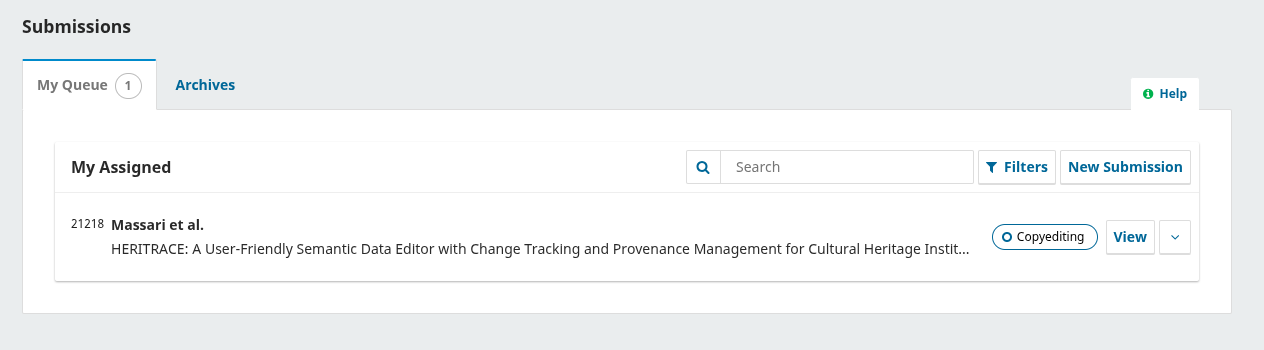 Submissions
My Queue 1 Archives
Help
My Assigned Search Filters New Submission
21218 Massari et al.
HERITRACE: A User-Friendly Semantic Data Editor with Change Tracking and Provenance Management for Cultural Heritage Instit...
Copyediting View